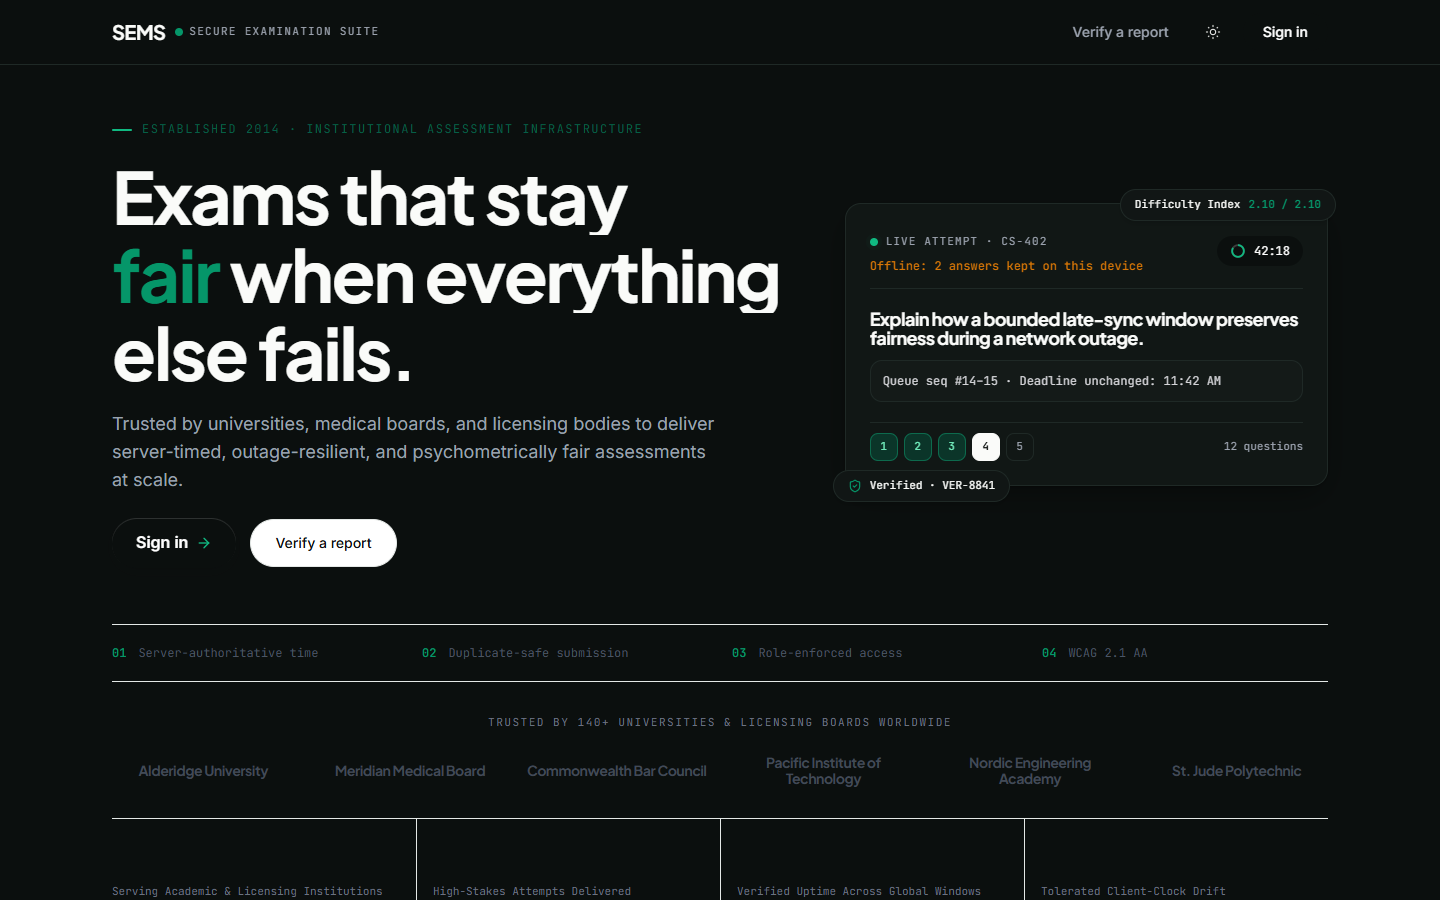 SEMS
SECURE EXAMINATION SUITE
Verify a report
Sign in
ESTABLISHED 2014 · INSTITUTIONAL ASSESSMENT INFRASTRUCTURE
Exams that stay
fair when everything
else fails.
Trusted by universities, medical boards, and licensing bodies to deliver
server-timed, outage-resilient, and psychometrically fair assessments
at scale.
Sign in
Verify a report
Difficulty Index 2.10 / 2.10
LIVE ATTEMPT · CS-402
42:18
Offline: 2 answers kept on this device
Explain how a bounded late-sync window preserves
fairness during a network outage.
Queue seq #14–15 · Deadline unchanged: 11:42 AM
1 2 3 4 5
12 questions
Verified · VER-8841
01 Server-authoritative time
02 Duplicate-safe submission
03 Role-enforced access
04 WCAG 2.1 AA
TRUSTED BY 140+ UNIVERSITIES & LICENSING BOARDS WORLDWIDE
Alderidge University
Meridian Medical Board
Commonwealth Bar Council
Pacific Institute of
Technology
Nordic Engineering
Academy
St. Jude Polytechnic
Serving Academic & Licensing Institutions
High-Stakes Attempts Delivered
Verified Uptime Across Global Windows
Tolerated Client-Clock Drift